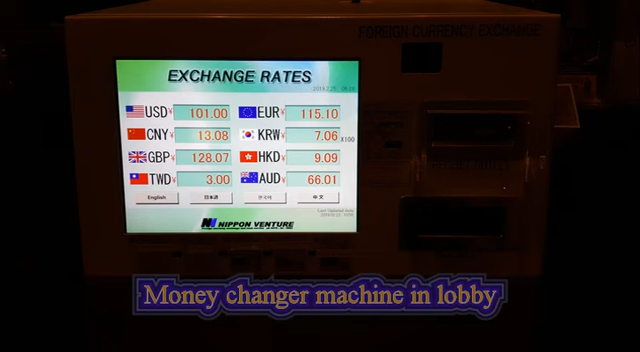 FOREIGN CURRENCY EXCHANGE
EXCHANGE RATES
USD ¥ 101.00 EUR ¥ 115.10
CNY ¥ 13.08 KRW ¥ 7.06 X100
GBP ¥ 128.07 HKD ¥ 9.09
TWD ¥ 3.00 AUD ¥ 66.01
English 日本語 한국어 中文
NIPPON VENTURE
Money changer machine in lobby